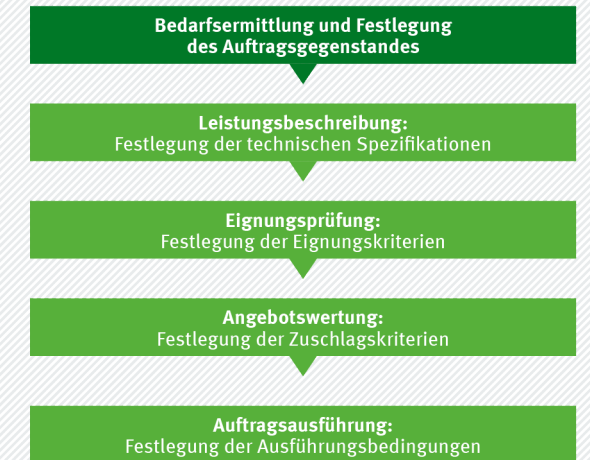 Bedarfsermittlung und Festlegung
des Auftragsgegenstandes
Leistungsbeschreibung:
Festlegung der technischen Spezifikationen
Eignungsprüfung:
Festlegung der Eignungskriterien
Angebotswertung:
Festlegung der Zuschlagskriterien
Auftragsausführung:
Festlegung der Ausführungsbedingungen